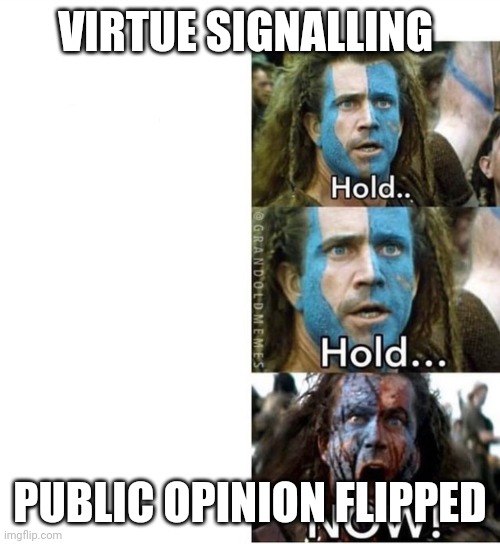 VIRTUE SIGNALLING
Hold..
@GRANDOLDMEMES
Hold...
PUBLIC OPINION FLIPPED
NOW!
imgflip.com